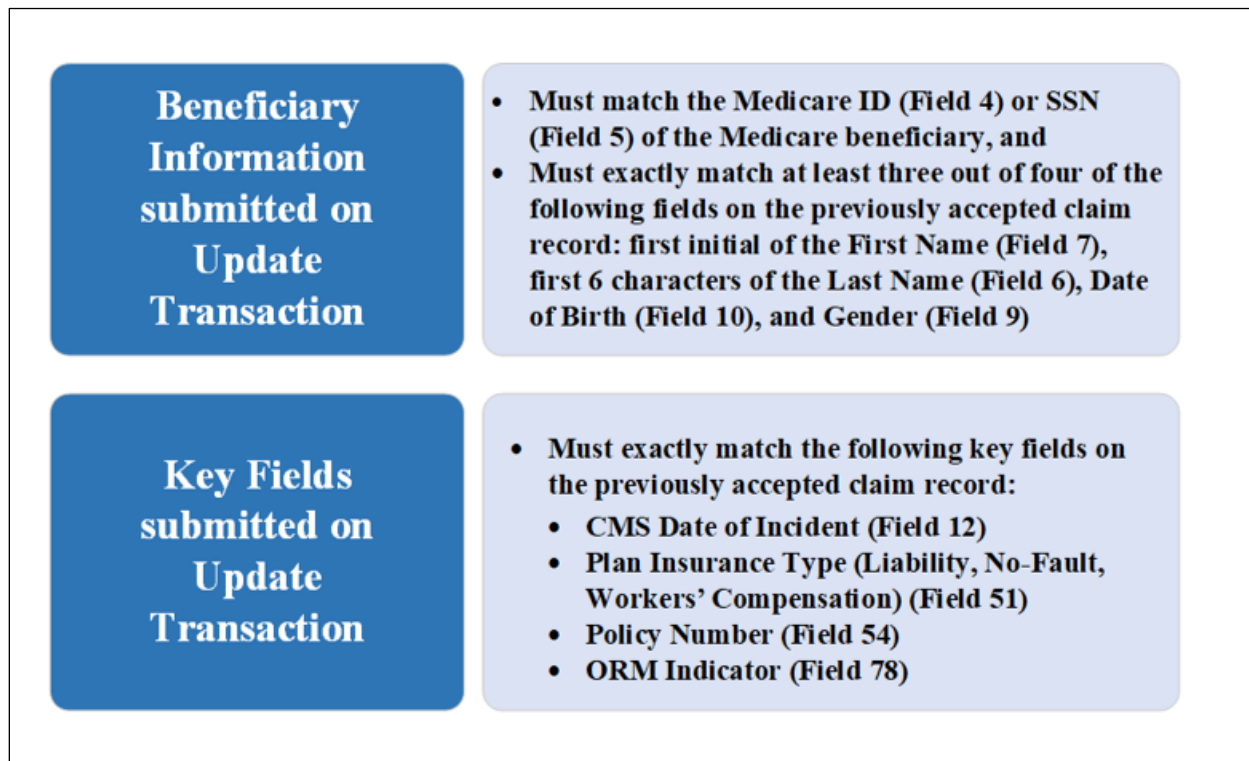 Beneficiary
Information
submitted on
Update
Transaction
• Must match the Medicare ID (Field 4) or SSN
(Field 5) of the Medicare beneficiary, and
• Must exactly match at least three out of four of the
following fields on the previously accepted claim
record: first initial of the First Name (Field 7),
first 6 characters of the Last Name (Field 6), Date
of Birth (Field 10), and Gender (Field 9)
Key Fields
submitted on
Update
Transaction
• Must exactly match the following key fields on
the previously accepted claim record:
• CMS Date of Incident (Field 12)
• Plan Insurance Type (Liability, No-Fault,
Workers’ Compensation) (Field 51)
• Policy Number (Field 54)
• ORM Indicator (Field 78)